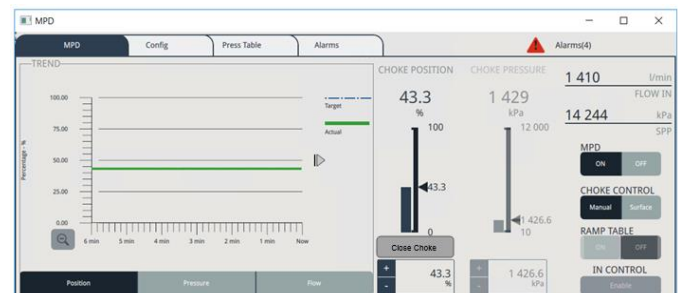 MPD
MPD Config Press Table Alarms Alarms(4)
TREND
Percentage - %
100.00
75.00
50.00
25.00
0.00
6 min 5 min 4 min 3 min 2 min 1 min Now
Target
Actual
Position Pressure Flow
CHOKE POSITION
43.3
%
100
43.3
0
Close Choke
+
-
43.3
%
CHOKE PRESSURE
1 429
kPa
12 000
1 426.6
10
+
-
1 426.6
kPa
1 410 l/min
FLOW IN
14 244 kPa
SPP
MPD
ON OFF
CHOKE CONTROL
Manual Surface
RAMP TABLE
ON OFF
IN CONTROL
Enable